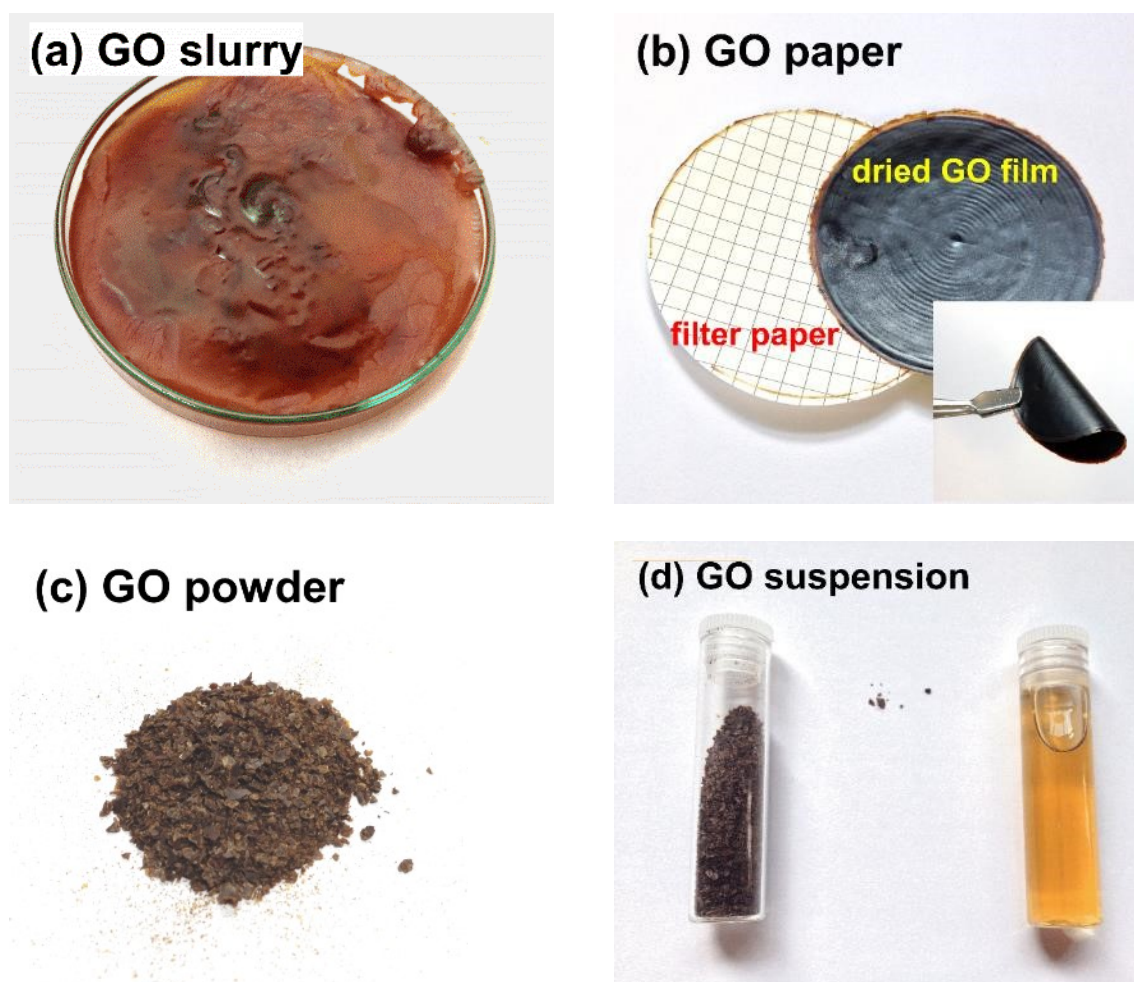 (a) GO slurry
(b) GO paper
dried GO film
filter paper
(c) GO powder
(d) GO suspension